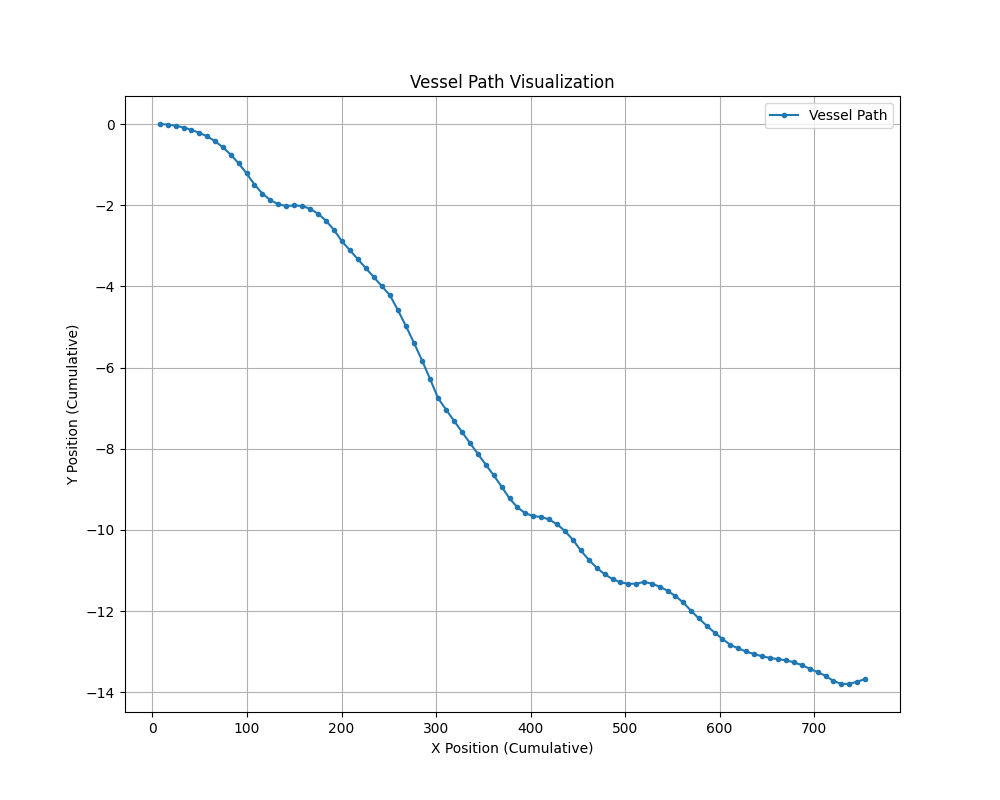 Vessel Path Visualization
Vessel Path
0
−2
−4
−6
−8
−10
−12
−14
Y Position (Cumulative)
0 100 200 300 400 500 600 700
X Position (Cumulative)